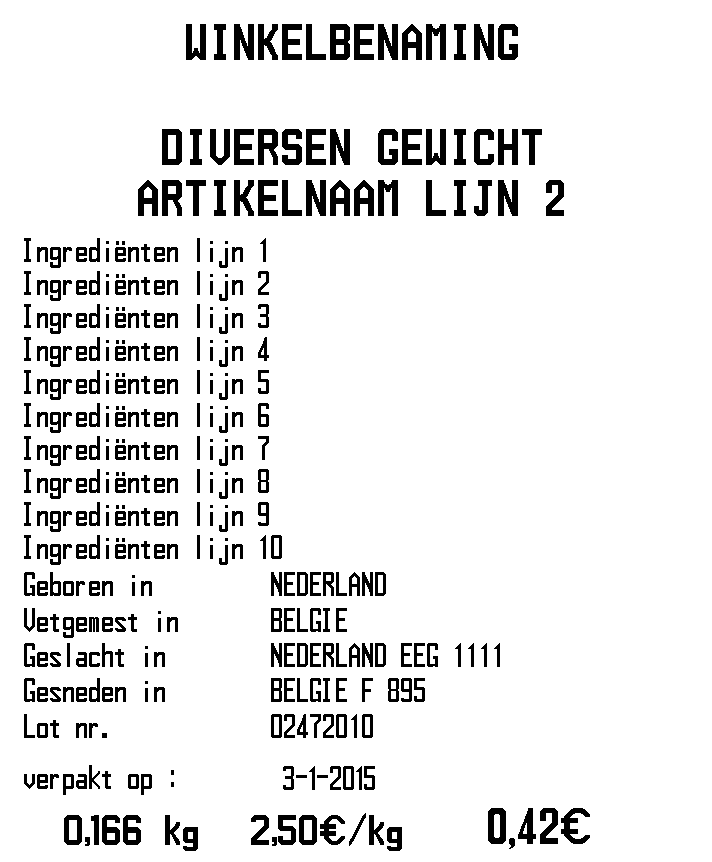 WINKELBENAMING
DIVERSEN GEWICHT
ARTIKELNAAM LIJN 2
Ingrediënten lijn 1
Ingrediënten lijn 2
Ingrediënten lijn 3
Ingrediënten lijn 4
Ingrediënten lijn 5
Ingrediënten lijn 6
Ingrediënten lijn 7
Ingrediënten lijn 8
Ingrediënten lijn 9
Ingrediënten lijn 10
Geboren in NEDERLAND
Vetgemest in BELGIE
Geslacht in NEDERLAND EEG 1111
Gesneden in BELGIE F 895
Lot nr. 02472010
verpakt op : 3-1-2015
0,166 kg 2,50€/kg 0,42€